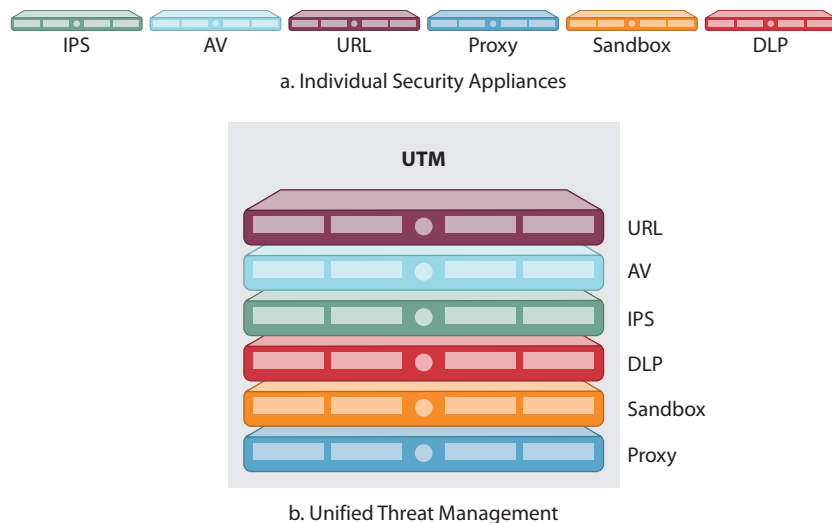 IPS AV URL Proxy Sandbox DLP
a. Individual Security Appliances
UTM
URL
AV
IPS
DLP
Sandbox
Proxy
b. Unified Threat Management